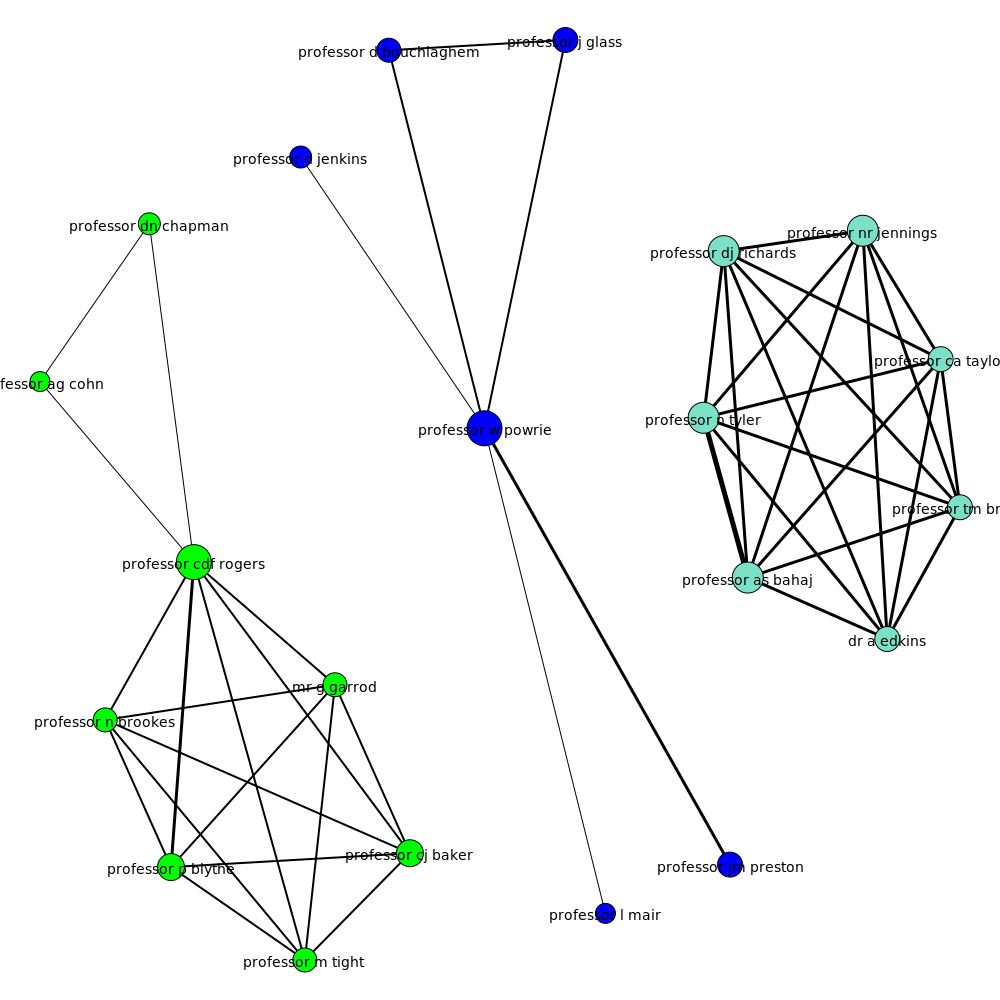 professor j glass
professor d bouchlaghem
professor jenkins
professor dn chapman
professor nr jennings
professor dj richards
professor ca taylo
fessor ag cohn
professor n tyler
professor w powrie
professor tm br
professor cdf rogers
professor as bahaj
dr a edkins
mr g garrod
professor n brookes
professor cj baker
professor p blythe
professor jm preston
professor l mair
professor m tight